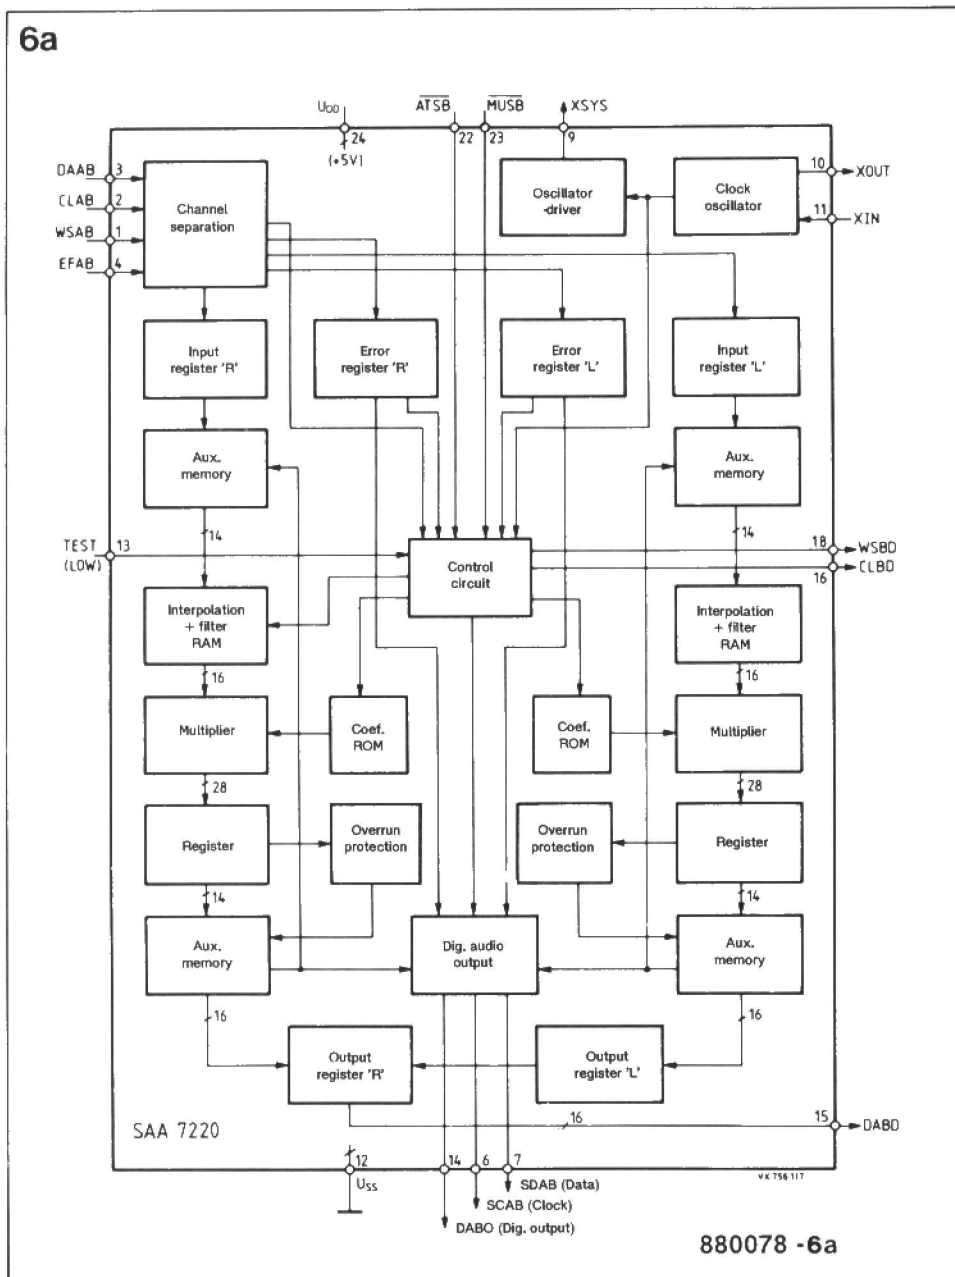 6a
UDD
24
(+5V)
ATSB
22
MUSB
23
XSYS
9
DAAB 3
CLAB 2
WSAB 1
EFAB 4
Channel
separation
Oscillator
-driver
Clock
oscillator
10 XOUT
11 XIN
Input
register 'R'
Error
register 'R'
Error
register 'L'
Input
register 'L'
Aux.
memory
Aux.
memory
14
14
TEST 13
(LOW)
Control
circuit
18 WSBD
16 CLBD
Interpolation
+ filter
RAM
Interpolation
+ filter
RAM
16
16
Multiplier
Coef.
ROM
Coef.
ROM
Multiplier
28
28
Register
Overrun
protection
Overrun
protection
Register
14
14
Aux.
memory
Dig. audio
output
Aux.
memory
16
16
Output
register 'R'
Output
register 'L'
16
15 DABD
SAA 7220
12
USS
14
6
7
VK 756 117
SDAB (Data)
SCAB (Clock)
DABO (Dig. output)
880078 - 6a